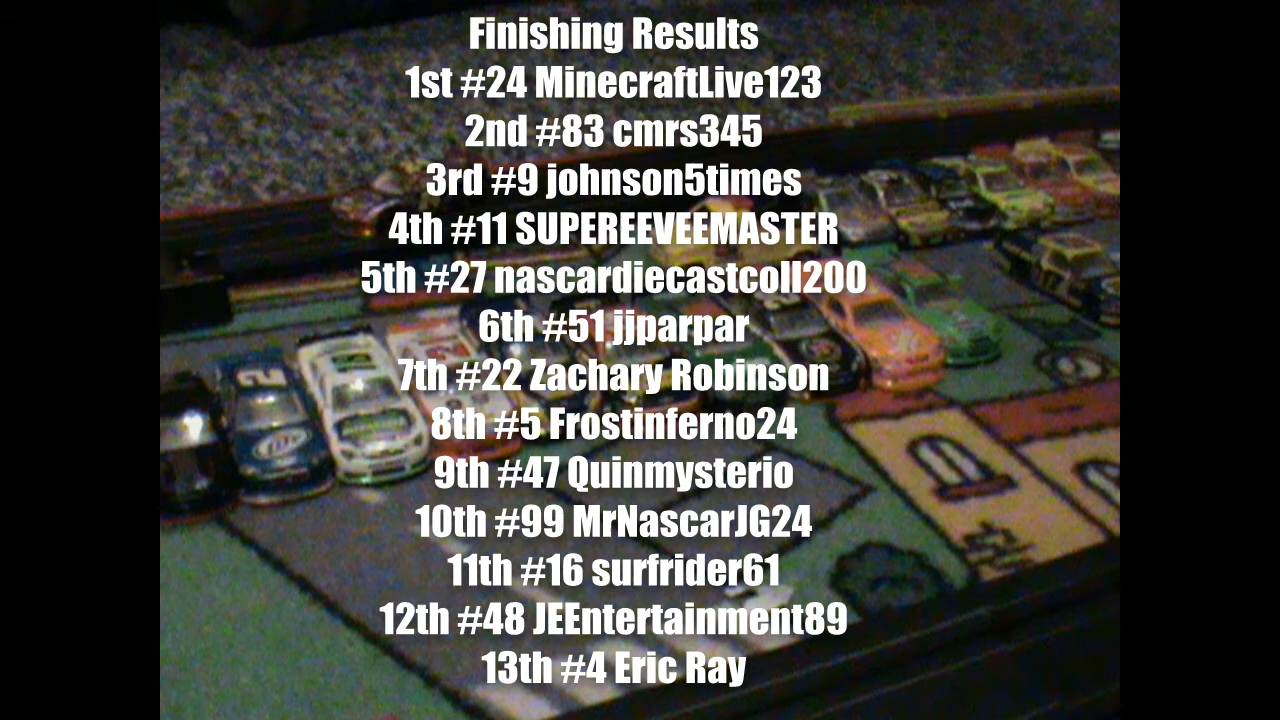 Finishing Results
1st #24 MinecraftLive123
2nd #83 cmrs345
3rd #9 johnson5times
4th #11 SUPEREEVEEMASTER
5th #27 nascardiecastcoll200
6th #51 jjparpar
7th #22 Zachary Robinson
8th #5 Frostinferno24
9th #47 Quinmysterio
10th #99 MrNascarJG24
11th #16 surfrider61
12th #48 JEEntertainment89
13th #4 Eric Ray
2